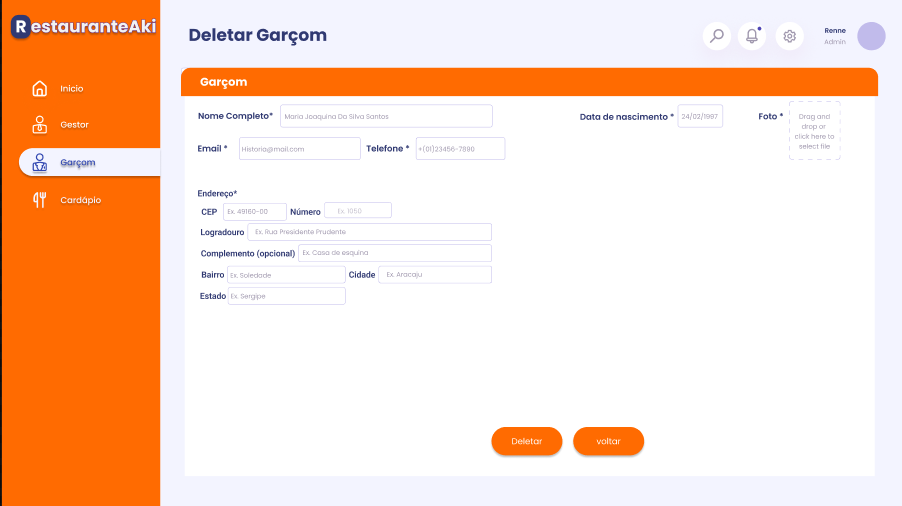 RestauranteAki
Deletar Garçom
Renne
Admin
Inicio
Gestor
Garçom
Cardápio
Garçom
Nome Completo* Maria Joaquina Da Silva Santos
Data de nascimento * 24/02/1997
Foto * Drag and
drop or
click here to
select file
Email * Historia@mail.com Telefone * +(01)23456-7890
Endereço*
CEP Ex. 49160-00 Número Ex. 1050
Logradouro Ex. Rua Presidente Prudente
Complemento (opcional) Ex. Casa de esquina
Bairro Ex. Soledade Cidade Ex. Aracaju
Estado Ex. Sergipe
Deletar voltar